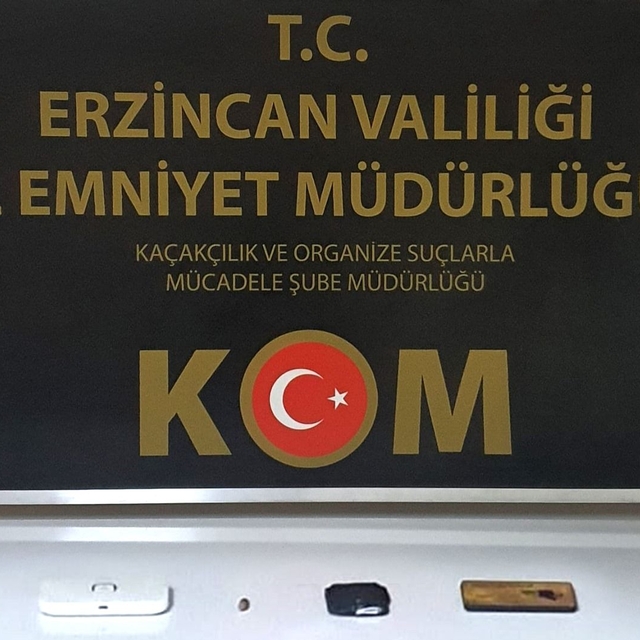 T.C.
ERZİNCAN VALİLİĞİ
EMNİYET MÜDÜRLÜĞ
KAÇAKÇILIK VE ORGANİZE SUÇLARLA
MÜCADELE ŞUBE MÜDÜRLÜĞÜ
KOM